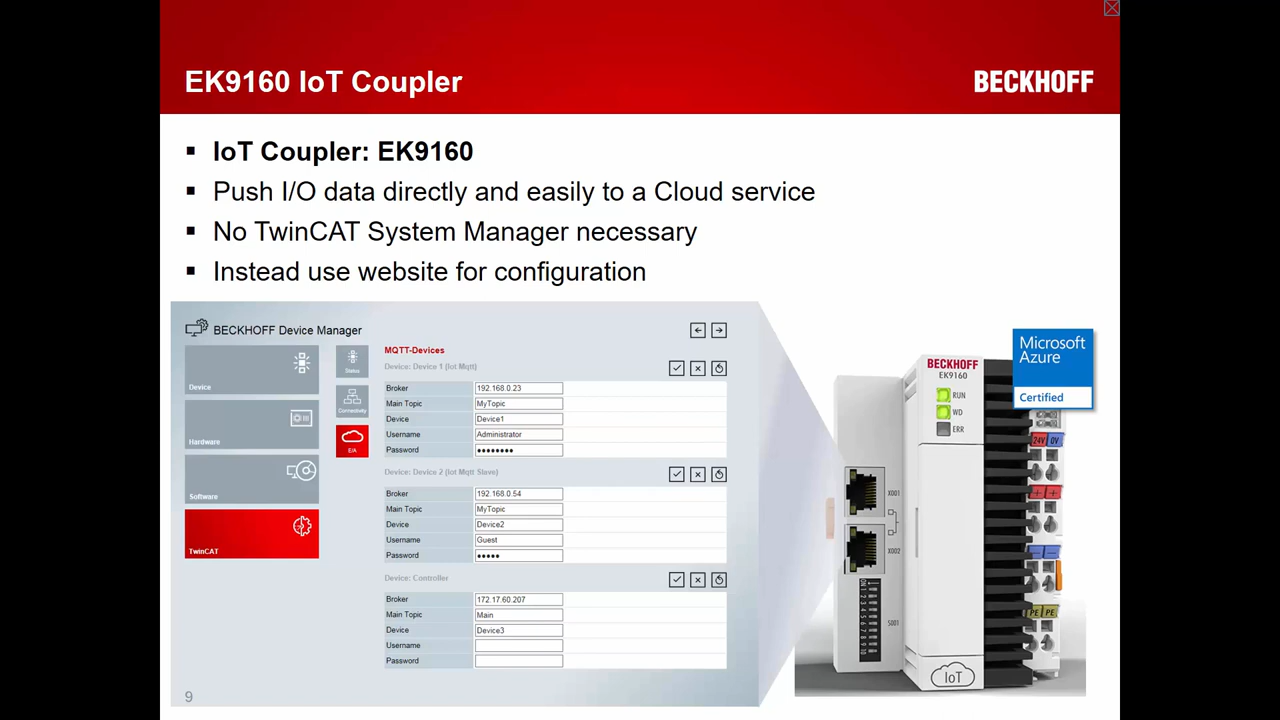 EK9160 IoT Coupler
BECKHOFF
IoT Coupler: EK9160
Push I/O data directly and easily to a Cloud service
No TwinCAT System Manager necessary
Instead use website for configuration
BECKHOFF Device Manager
Device
Hardware
Software
TwinCAT
Status
Connectivity
E/A
MQTT-Devices
Device: Device 1 (Iot Mqtt)
Broker 192.168.0.23
Main Topic MyTopic
Device Device1
Username Administrator
Password ••••••••
Device: Device 2 (Iot Mqtt Slave)
Broker 192.168.0.54
Main Topic MyTopic
Device Device2
Username Guest
Password •••••
Device: Controller
Broker 172.17.60.207
Main Topic Main
Device Device3
Username
Password
Microsoft
Azure
Certified
BECKHOFF
EK9160
RUN
WD
ERR
24V 0V
X001
X002
S001
PE PE
IoT
9